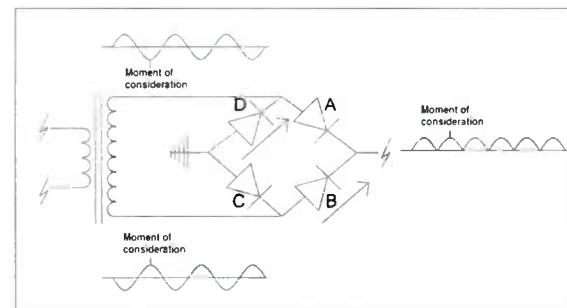 Moment of
consideration
D
A
Moment of
consideration
C
B
Moment of
consideration